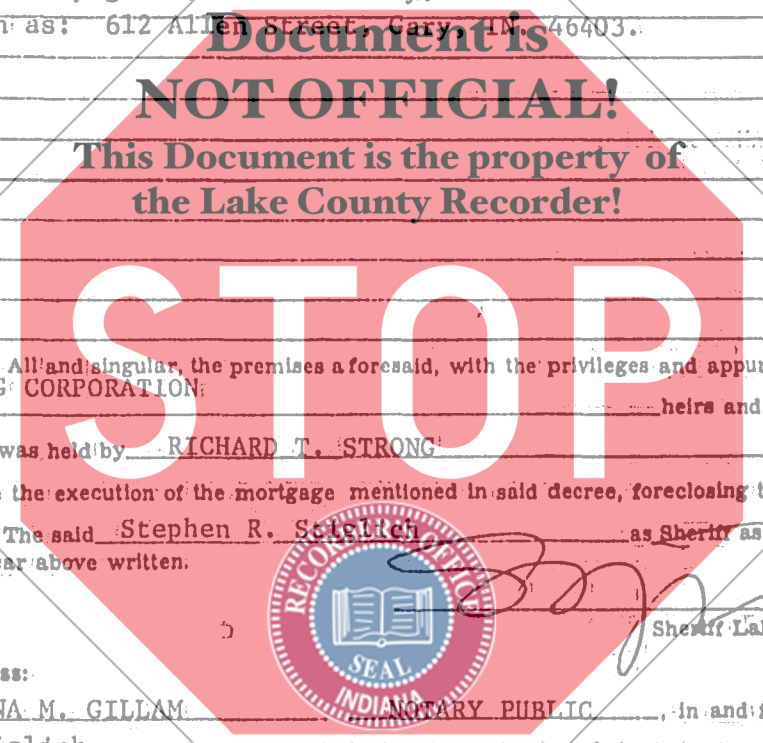 n as: 612 Allen Street, Gary, IN. 46403.
Document is
NOT OFFICIAL!
This Document is the property of
the Lake County Recorder!
STOP
All and singular, the premises aforesaid, with the privileges and appur
G CORPORATION
heirs and
was held by RICHARD T. STRONG
e the execution of the mortgage mentioned in said decree, foreclosing t
The said Stephen R. Stiglich as Sheriff as
ear above written.
RECORDER'S OFFICE
SEAL
INDIANA
Sheriff Lak
ss:
NA M. GILLAM, NOTARY PUBLIC, in and f